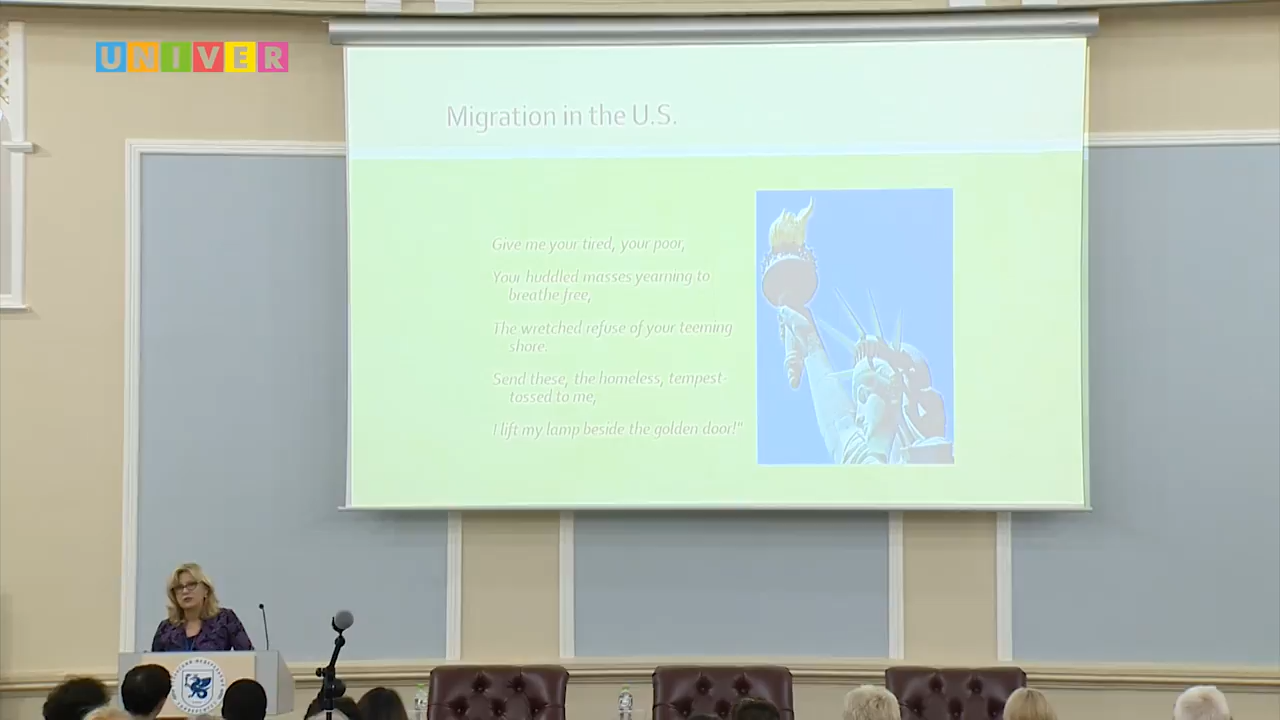 UNIVER
Migration in the U.S.
Give me your tired, your poor,
Your huddled masses yearning to
breathe free,
The wretched refuse of your teeming
shore.
Send these, the homeless, tempest-
tossed to me,
I lift my lamp beside the golden door!"